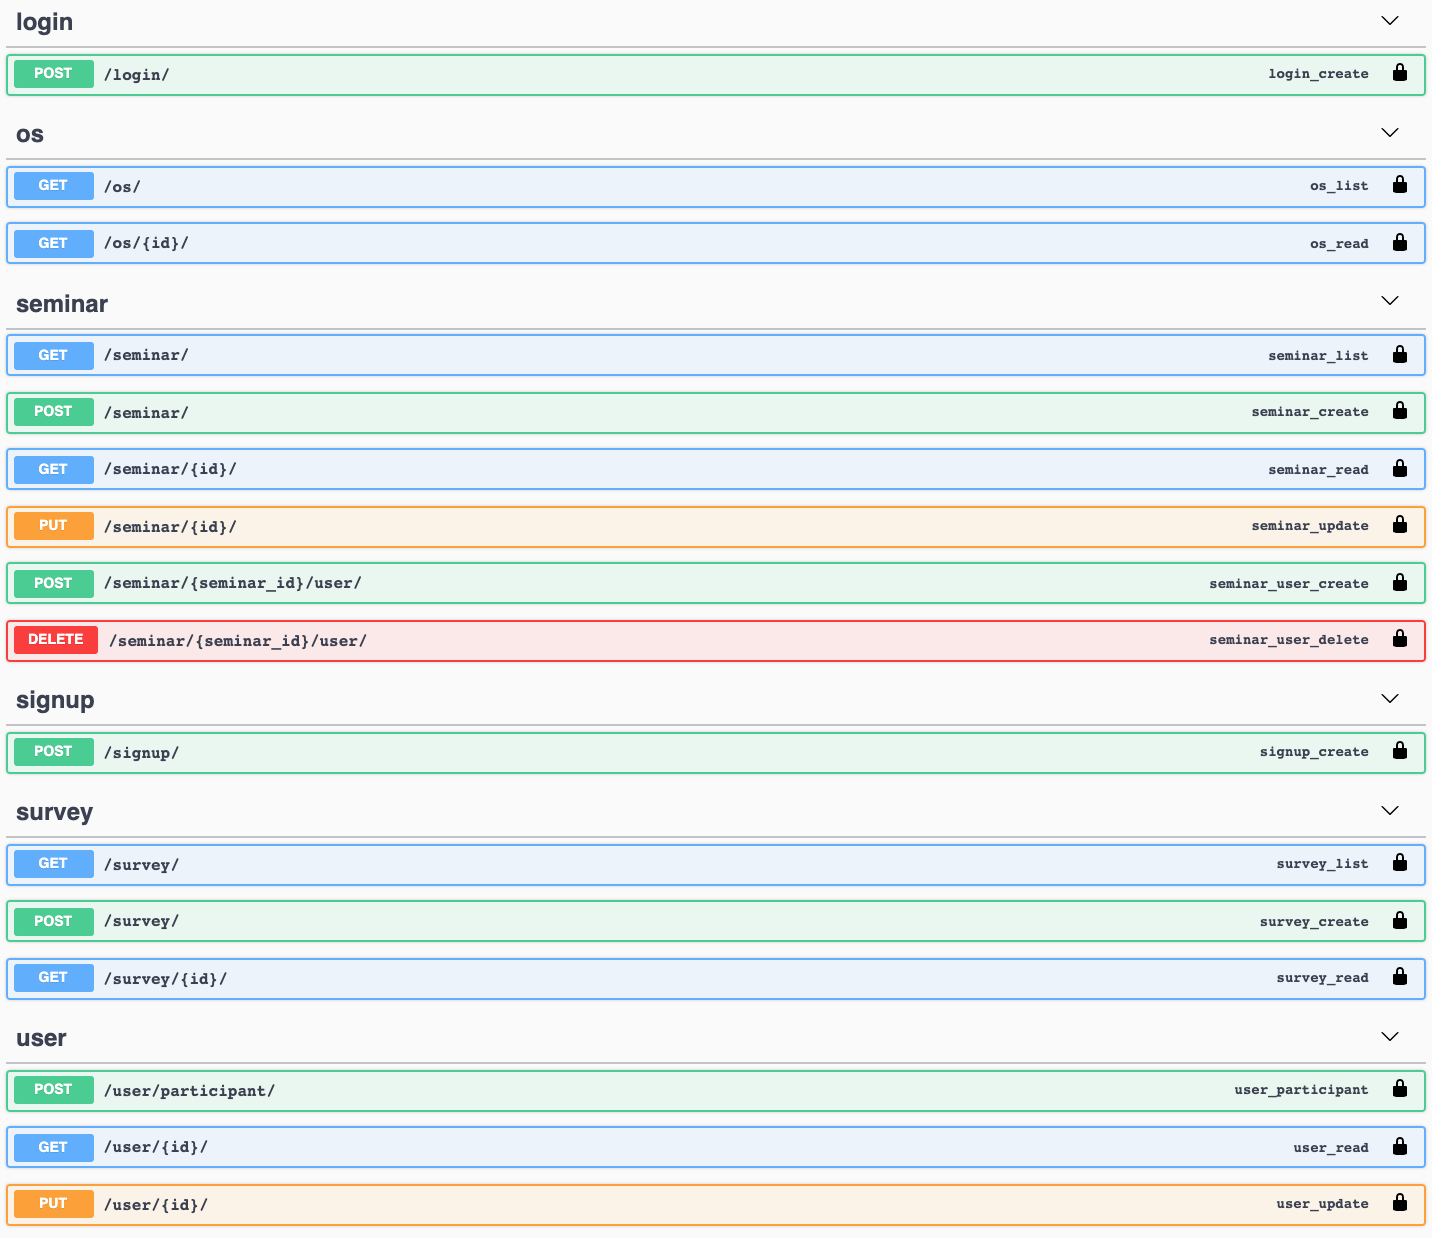 login
POST /login/ login_create
os
GET /os/ os_list
GET /os/{id}/ os_read
seminar
GET /seminar/ seminar_list
POST /seminar/ seminar_create
GET /seminar/{id}/ seminar_read
PUT /seminar/{id}/ seminar_update
POST /seminar/{seminar_id}/user/ seminar_user_create
DELETE /seminar/{seminar_id}/user/ seminar_user_delete
signup
POST /signup/ signup_create
survey
GET /survey/ survey_list
POST /survey/ survey_create
GET /survey/{id}/ survey_read
user
POST /user/participant/ user_participant
GET /user/{id}/ user_read
PUT /user/{id}/ user_update